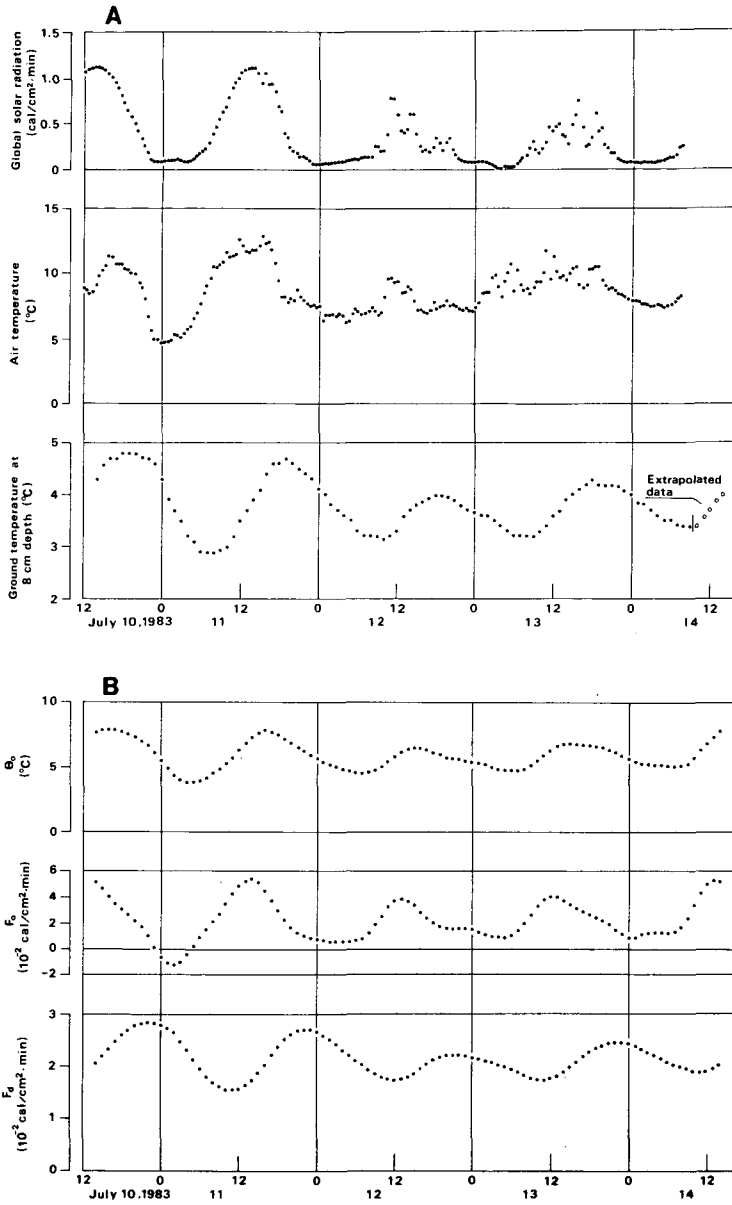 A
Global solar radiation
(cal/cm²·min)
1.5
1.0
0.5
0
Air temperature
(°C)
15
10
5
0
Ground temperature at
8 cm depth (°C)
5
4
3
2
Extrapolated
data
12 0 12 0 12 0 12 0 12
July 10,1983 11 12 13 14
B
θo
(°C)
10
5
0
Fo
(10⁻² cal/cm²·min)
6
4
2
0
-2
Fd
(10⁻² cal/cm²·min)
3
2
1
0
12 0 12 0 12 0 12 0 12
July 10,1983 11 12 13 14